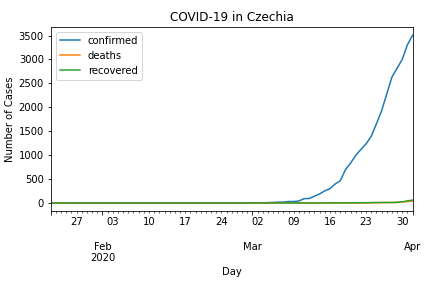 COVID-19 in Czechia
confirmed
deaths
recovered
Number of Cases
3500
3000
2500
2000
1500
1000
500
0
27 03 10 17 24 02 09 16 23 30
Feb Mar Apr
2020
Day